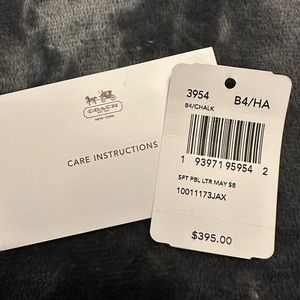 COACH
NEW YORK
CARE INSTRUCTIONS
3954 B4/HA
B4/CHALK
1 93971 95954 2
SFT PBL LTR MAY SB
10011173JAX
$395.00